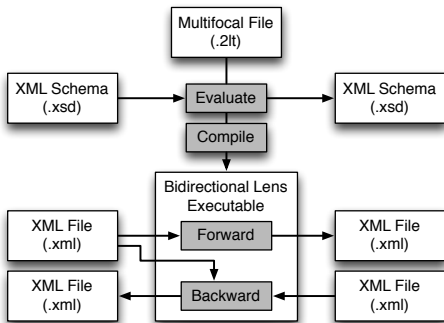 Multifocal File
(.2lt)
XML Schema
(.xsd)
Evaluate
XML Schema
(.xsd)
Compile
Bidirectional Lens
Executable
XML File
(.xml)
Forward
XML File
(.xml)
XML File
(.xml)
Backward
XML File
(.xml)